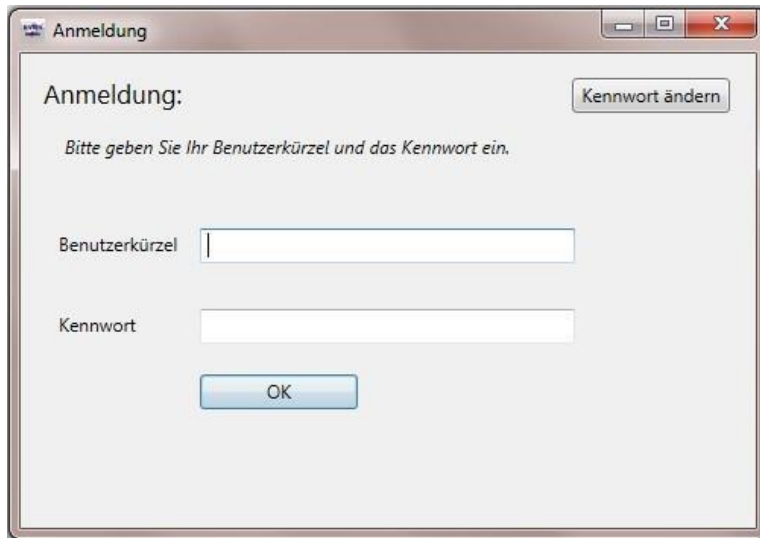 Anmeldung
Anmeldung:
Kennwort ändern
Bitte geben Sie Ihr Benutzerkürzel und das Kennwort ein.
Benutzerkürzel
Kennwort
OK